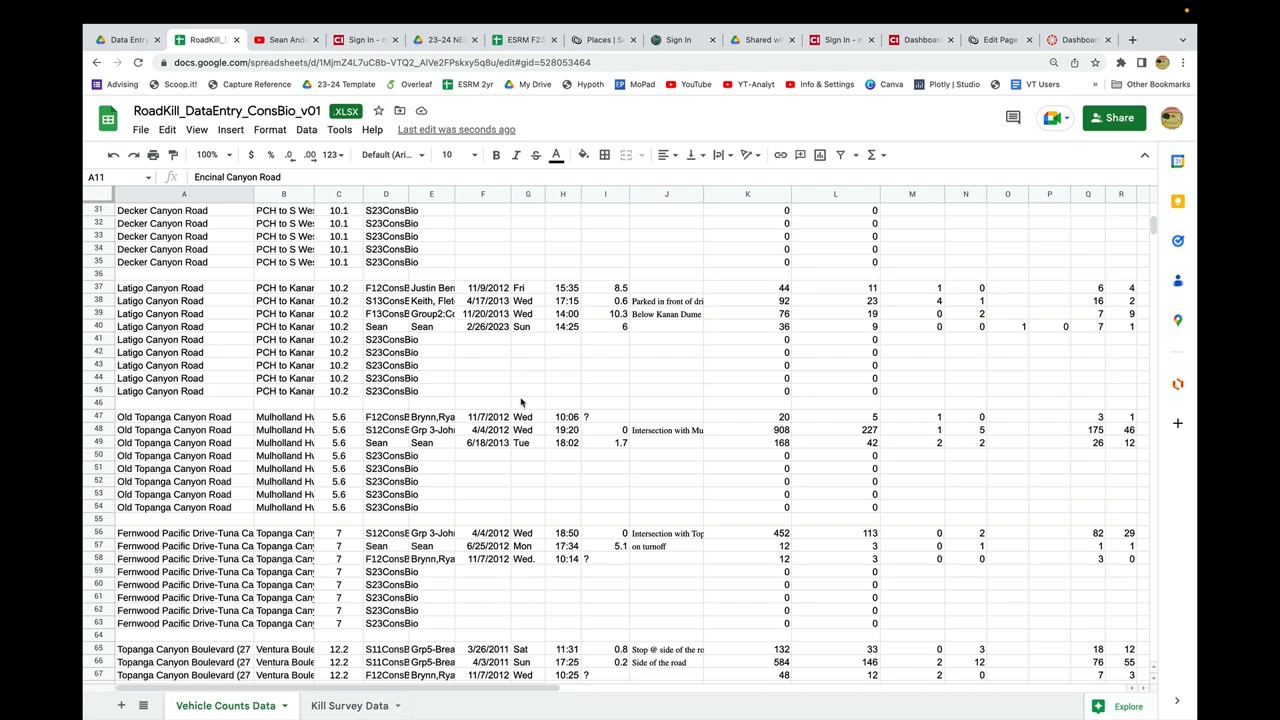 Data Entry RoadKill_ Sean And Sign In - m 23-24 NE ESRM F23 Places | S Sign In Shared wi Sign In - m Dashboar Edit Page Dashboar
docs.google.com/spreadsheets/d/1MjmZ4L7uC8b-VTQ2_AIVe2FPskxy5q8u/edit#gid=528053464
Advising Scoop.it! Capture Reference 23-24 Template Overleaf ESRM 2yr My Drive Hypoth MoPad YouTube YT-Analyt Info & Settings Canva Plotly | Studio VT Users » Other Bookmarks
RoadKill_DataEntry_ConsBio_v01 .XLSX
File Edit View Insert Format Data Tools Help Last edit was seconds ago
Share
100% $ % .0 .00 123 Default (Ari... 10 B I S A
A11 fx Encinal Canyon Road
A B C D E F G H I J K L M N O P Q R
31 Decker Canyon Road PCH to S Wes 10.1 S23ConsBio 0 0
32 Decker Canyon Road PCH to S Wes 10.1 S23ConsBio 0 0
33 Decker Canyon Road PCH to S Wes 10.1 S23ConsBio 0 0
34 Decker Canyon Road PCH to S Wes 10.1 S23ConsBio 0 0
35 Decker Canyon Road PCH to S Wes 10.1 S23ConsBio 0 0
36
37 Latigo Canyon Road PCH to Kanan 10.2 F12ConsB Justin Ben 11/9/2012 Fri 15:35 8.5 44 11 1 0 6 4
38 Latigo Canyon Road PCH to Kanan 10.2 S13ConsB Keith, Flet 4/17/2013 Wed 17:15 0.6 Parked in front of dri 92 23 4 1 16 2
39 Latigo Canyon Road PCH to Kanan 10.2 F13ConsB Group2:Co 11/20/2013 Wed 14:00 10.3 Below Kanan Dume 76 19 0 2 7 9
40 Latigo Canyon Road PCH to Kanan 10.2 Sean Sean 2/26/2023 Sun 14:25 6 36 9 0 0 1 0 7 1
41 Latigo Canyon Road PCH to Kanan 10.2 S23ConsBio 0 0
42 Latigo Canyon Road PCH to Kanan 10.2 S23ConsBio 0 0
43 Latigo Canyon Road PCH to Kanan 10.2 S23ConsBio 0 0
44 Latigo Canyon Road PCH to Kanan 10.2 S23ConsBio 0 0
45 Latigo Canyon Road PCH to Kanan 10.2 S23ConsBio 0 0
46
47 Old Topanga Canyon Road Mulholland Hw 5.6 F12ConsB Brynn,Rya 11/7/2012 Wed 10:06 ? 20 5 1 0 3 1
48 Old Topanga Canyon Road Mulholland Hw 5.6 S12ConsB Grp 3-John 4/4/2012 Wed 19:20 0 Intersection with Mu 908 227 1 5 175 46
49 Old Topanga Canyon Road Mulholland Hw 5.6 Sean Sean 6/18/2013 Tue 18:02 1.7 168 42 2 2 26 12
50 Old Topanga Canyon Road Mulholland Hw 5.6 S23ConsBio 0 0
51 Old Topanga Canyon Road Mulholland Hw 5.6 S23ConsBio 0 0
52 Old Topanga Canyon Road Mulholland Hw 5.6 S23ConsBio 0 0
53 Old Topanga Canyon Road Mulholland Hw 5.6 S23ConsBio 0 0
54 Old Topanga Canyon Road Mulholland Hw 5.6 S23ConsBio 0 0
55
56 Fernwood Pacific Drive-Tuna Ca Topanga Cany 7 S12ConsB Grp 3-John 4/4/2012 Wed 18:50 0 Intersection with Top 452 113 0 2 82 29
57 Fernwood Pacific Drive-Tuna Ca Topanga Cany 7 Sean Sean 6/25/2012 Mon 17:34 5.1 on turnoff 12 3 0 1 1 1
58 Fernwood Pacific Drive-Tuna Ca Topanga Cany 7 F12ConsB Brynn,Rya 11/7/2012 Wed. 10:14 ? 12 3 0 0 3 0
59 Fernwood Pacific Drive-Tuna Ca Topanga Cany 7 S23ConsBio 0 0
60 Fernwood Pacific Drive-Tuna Ca Topanga Cany 7 S23ConsBio 0 0
61 Fernwood Pacific Drive-Tuna Ca Topanga Cany 7 S23ConsBio 0 0
62 Fernwood Pacific Drive-Tuna Ca Topanga Cany 7 S23ConsBio 0 0
63 Fernwood Pacific Drive-Tuna Ca Topanga Cany 7 S23ConsBio 0 0
64
65 Topanga Canyon Boulevard (27 Ventura Boule 12.2 S11ConsB Grp5-Brea 3/26/2011 Sat 11:31 0.8 Stop @ side of the ro 132 33 0 3 18 12
66 Topanga Canyon Boulevard (27 Ventura Boule 12.2 S11ConsB Grp5-Brea 4/3/2011 Sun 17:25 0.2 Side of the road 584 146 2 12 76 55
67 Topanga Canyon Boulevard (27 Ventura Boule 12.2 F12ConsB Brynn,Rya 11/7/2012 Wed 10:25 ? 48 12 2 0 7 3
Vehicle Counts Data Kill Survey Data Explore